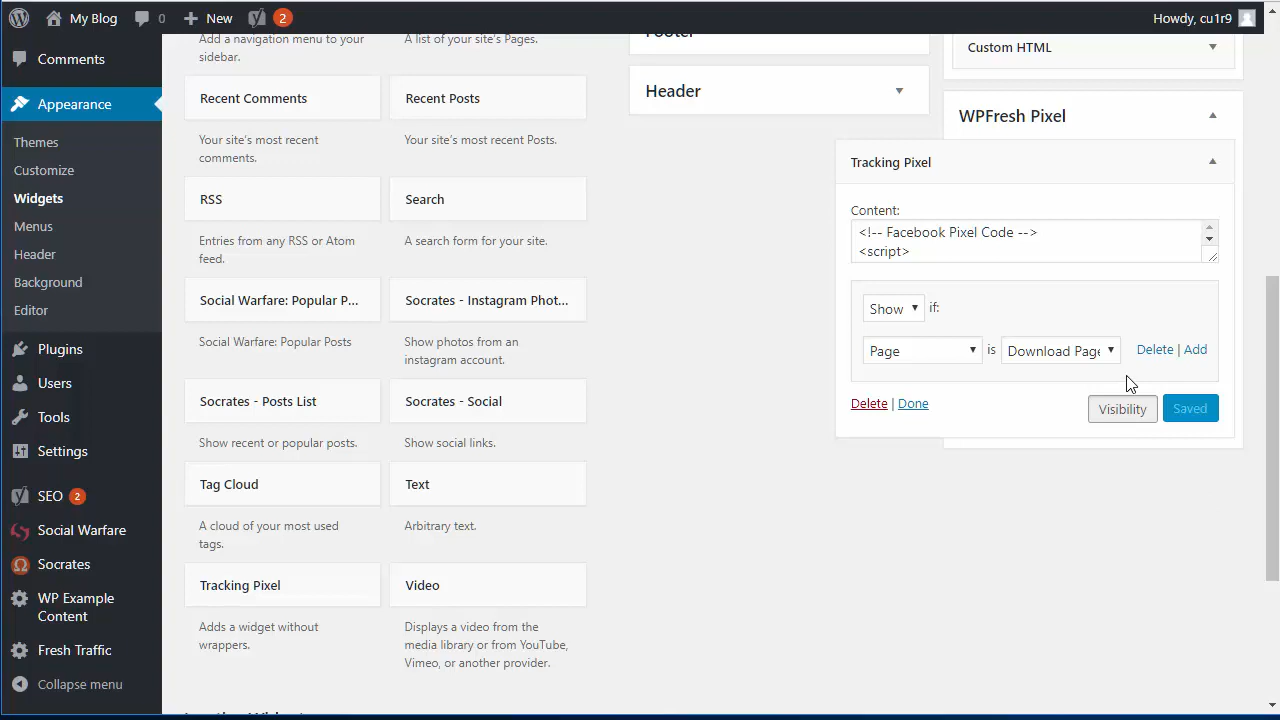 My Blog
0
New
2
Howdy, cu1r9
Comments
Appearance
Themes
Customize
Widgets
Menus
Header
Background
Editor
Plugins
Users
Tools
Settings
SEO 2
Social Warfare
Socrates
WP Example
Content
Fresh Traffic
Collapse menu
Add a navigation menu to your
sidebar.
A list of your site's Pages.
Recent Comments
Recent Posts
Your site's most recent
comments.
Your site's most recent Posts.
RSS
Search
Entries from any RSS or Atom
feed.
A search form for your site.
Social Warfare: Popular P...
Socrates - Instagram Phot...
Social Warfare: Popular Posts
Show photos from an
instagram account.
Socrates - Posts List
Socrates - Social
Show recent or popular posts.
Show social links.
Tag Cloud
Text
A cloud of your most used
tags.
Arbitrary text.
Tracking Pixel
Video
Adds a widget without
wrappers.
Displays a video from the
media library or from YouTube,
Vimeo, or another provider.
Footer
Header
Custom HTML
WPFresh Pixel
Tracking Pixel
Content:
<!-- Facebook Pixel Code -->
<script>
Show if:
Page is Download Page Delete | Add
Delete | Done
Visibility
Saved